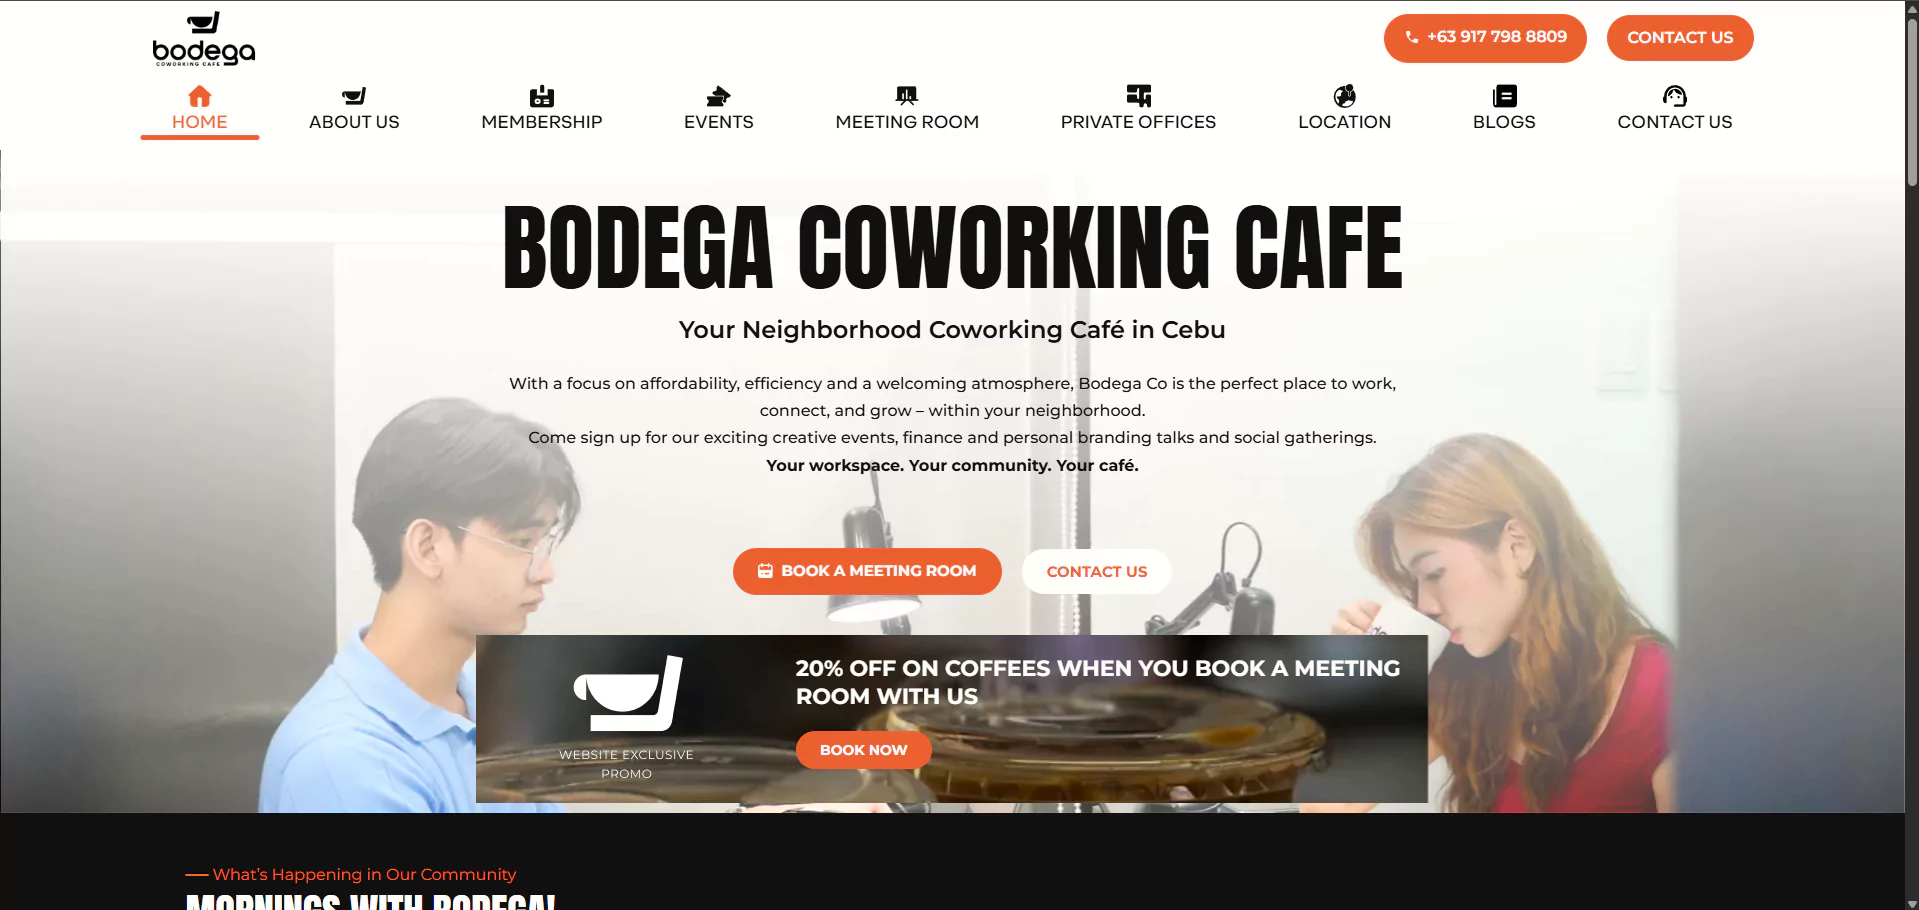 bodega
COWORKING CAFE
+63 917 798 8809
CONTACT US
HOME
ABOUT US
MEMBERSHIP
EVENTS
MEETING ROOM
PRIVATE OFFICES
LOCATION
BLOGS
CONTACT US
BODEGA COWORKING CAFE
Your Neighborhood Coworking Café in Cebu
With a focus on affordability, efficiency and a welcoming atmosphere, Bodega Co is the perfect place to work,
connect, and grow – within your neighborhood.
Come sign up for our exciting creative events, finance and personal branding talks and social gatherings.
Your workspace. Your community. Your café.
BOOK A MEETING ROOM
CONTACT US
WEBSITE EXCLUSIVE
PROMO
20% OFF ON COFFEES WHEN YOU BOOK A MEETING
ROOM WITH US
BOOK NOW
What's Happening in Our Community
MORNINGS WITH BODEGA!